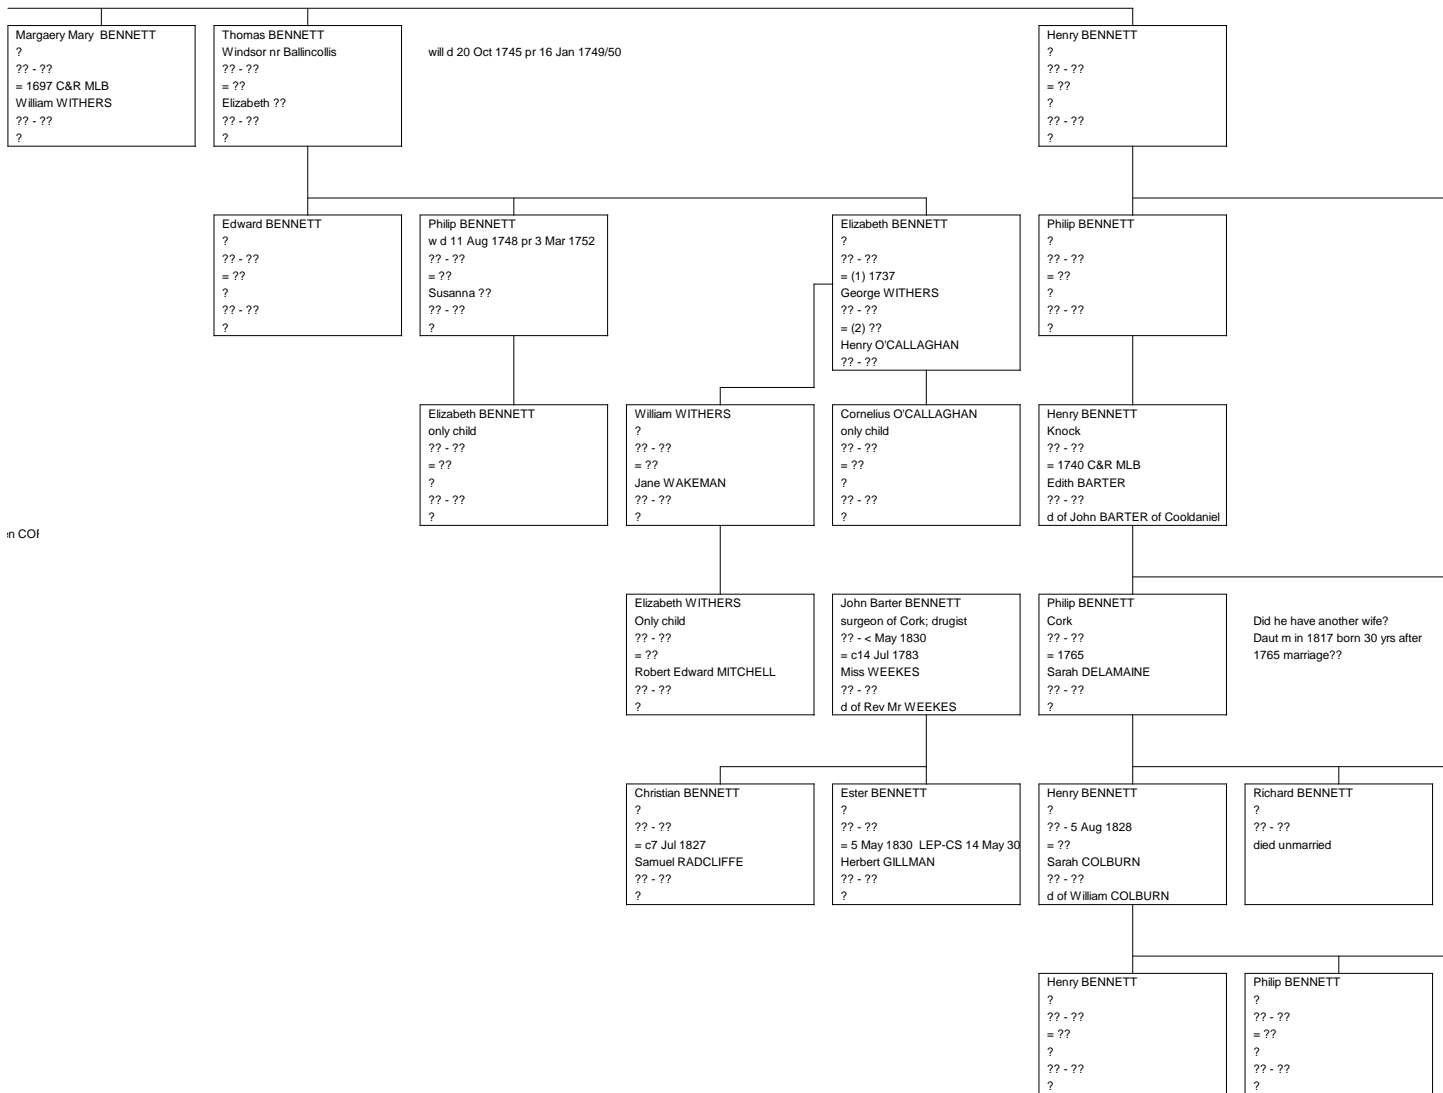 Margaery Mary BENNETT
?
?? - ??
= 1697 C&R MLB
William WITHERS
?? - ??
?
Thomas BENNETT
Windsor nr Ballincollis
?? - ??
= ??
Elizabeth ??
?? - ??
?
will d 20 Oct 1745 pr 16 Jan 1749/50
Henry BENNETT
?
?? - ??
= ??
?
?? - ??
?
Edward BENNETT
?
?? - ??
= ??
?
?? - ??
?
Philip BENNETT
w d 11 Aug 1748 pr 3 Mar 1752
?? - ??
= ??
Susanna ??
?? - ??
?
Elizabeth BENNETT
?
?? - ??
= (1) 1737
George WITHERS
?? - ??
= (2) ??
Henry O'CALLAGHAN
?? - ??
Philip BENNETT
?
?? - ??
= ??
?
?? - ??
?
Elizabeth BENNETT
only child
?? - ??
= ??
?
?? - ??
?
William WITHERS
?
?? - ??
= ??
Jane WAKEMAN
?? - ??
?
Cornelius O'CALLAGHAN
only child
?? - ??
= ??
?
?? - ??
?
Henry BENNETT
Knock
?? - ??
= 1740 C&R MLB
Edith BARTER
?? - ??
d of John BARTER of Cooldaniel
Elizabeth WITHERS
Only child
?? - ??
= ??
Robert Edward MITCHELL
?? - ??
?
John Barter BENNETT
surgeon of Cork; drugist
?? - < May 1830
= c14 Jul 1783
Miss WEEKES
?? - ??
d of Rev Mr WEEKES
Philip BENNETT
Cork
?? - ??
= 1765
Sarah DELAMAINE
?? - ??
?
Did he have another wife?
Daut m in 1817 born 30 yrs after
1765 marriage??
Christian BENNETT
?
?? - ??
= c7 Jul 1827
Samuel RADCLIFFE
?? - ??
?
Ester BENNETT
?
?? - ??
= 5 May 1830 LEP-CS 14 May 30
Herbert GILLMAN
?? - ??
?
Henry BENNETT
?
?? - 5 Aug 1828
= ??
Sarah COLBURN
?? - ??
d of William COLBURN
Richard BENNETT
?
?? - ??
died unmarried
Henry BENNETT
?
?? - ??
= ??
?
?? - ??
?
Philip BENNETT
?
?? - ??
= ??
?
?? - ??
?